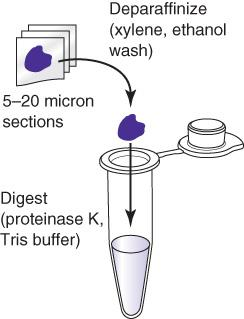 Deparaffinize
(xylene, ethanol
wash)
5–20 micron
sections
Digest
(proteinase K,
Tris buffer)